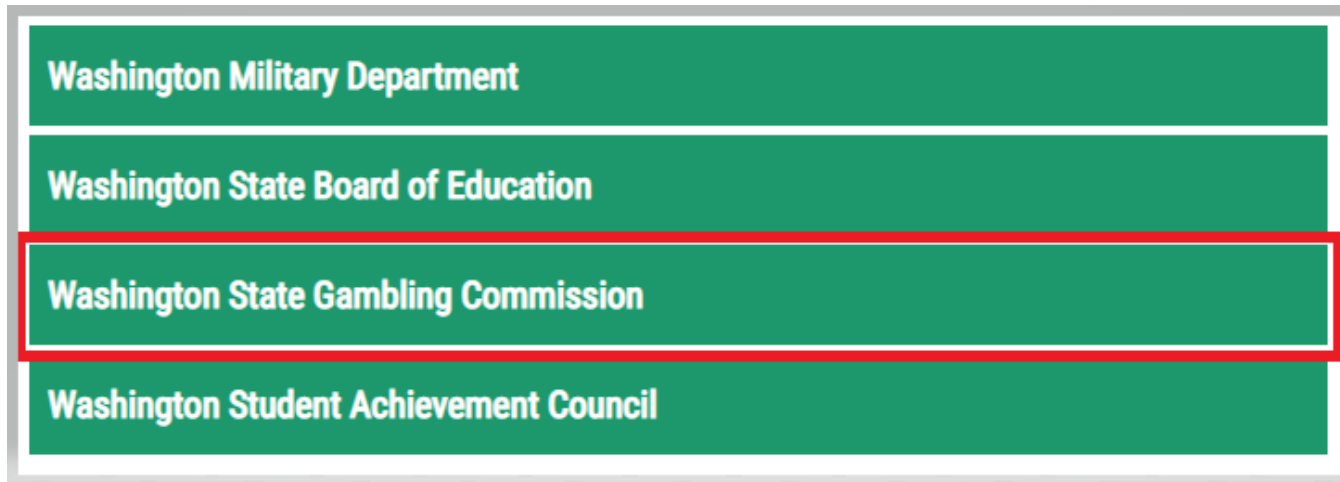 Washington Military Department
Washington State Board of Education
Washington State Gambling Commission
Washington Student Achievement Council